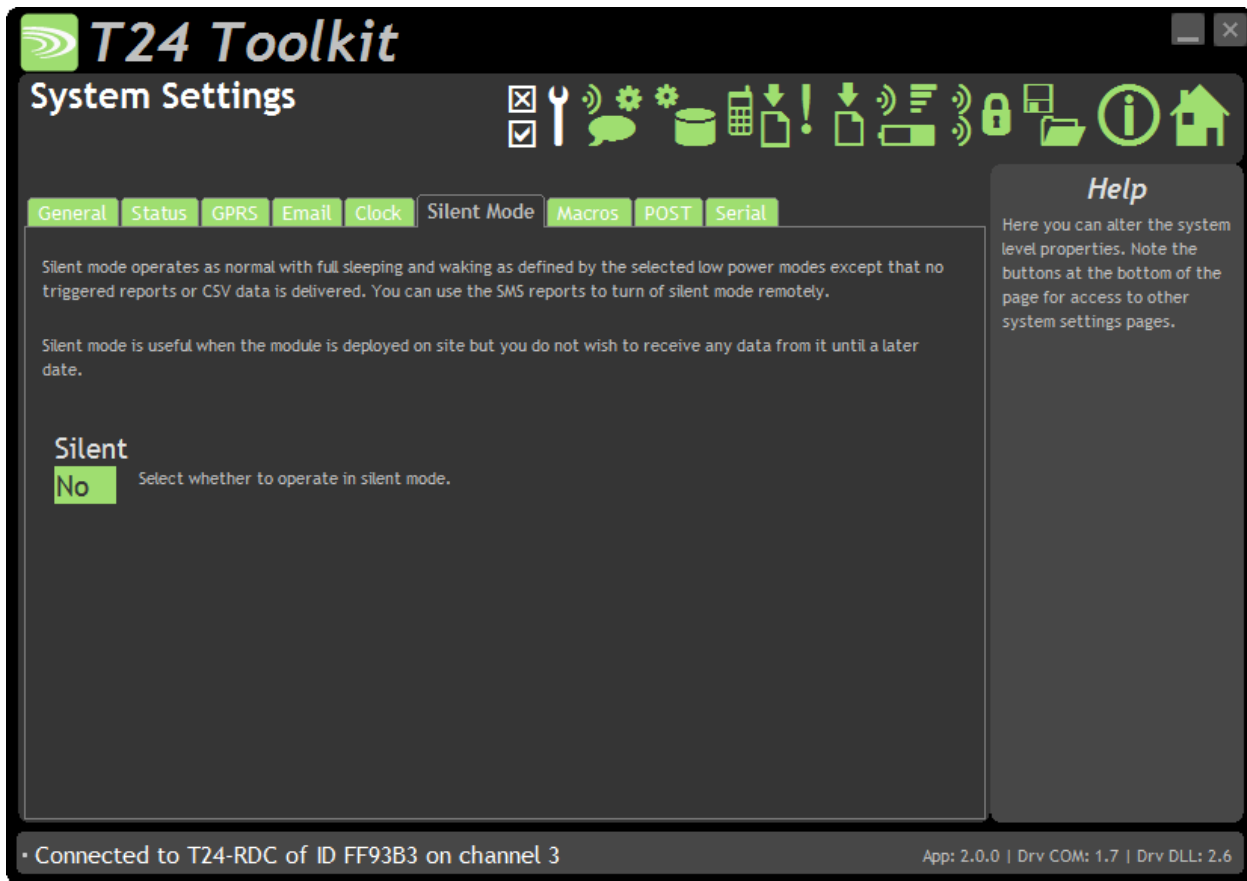 T24 Toolkit
System Settings
General Status GPRS Email Clock Silent Mode Macros POST Serial
Silent mode operates as normal with full sleeping and waking as defined by the selected low power modes except that no
triggered reports or CSV data is delivered. You can use the SMS reports to turn of silent mode remotely.
Silent mode is useful when the module is deployed on site but you do not wish to receive any data from it until a later
date.
Silent
No Select whether to operate in silent mode.
Help
Here you can alter the system
level properties. Note the
buttons at the bottom of the
page for access to other
system settings pages.
Connected to T24-RDC of ID FF93B3 on channel 3
App: 2.0.0 | Drv COM: 1.7 | Drv DLL: 2.6